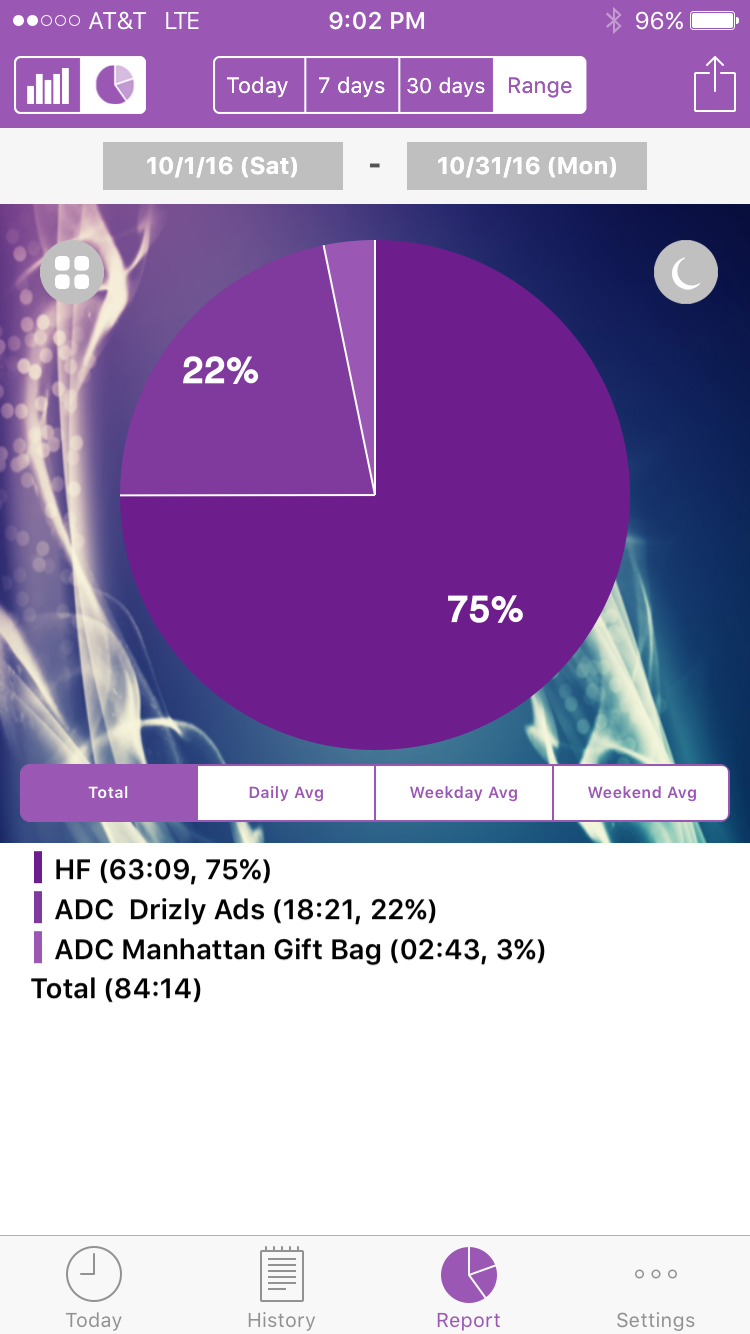 AT&T LTE 9:02 PM 96%
Today 7 days 30 days Range
10/1/16 (Sat) - 10/31/16 (Mon)
22%
75%
Total Daily Avg Weekday Avg Weekend Avg
HF (63:09, 75%)
ADC  Drizly Ads (18:21, 22%)
ADC Manhattan Gift Bag (02:43, 3%)
Total (84:14)
Today History Report Settings